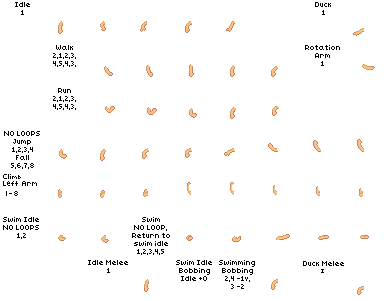 Idle
1
Duck
1
Walk
2,1,2,3,
4,5,4,3,
Rotation
Arm
1
Run
2,1,2,3,
4,5,4,3,
NO LOOPS
Jump
1,2,3,4
Fall
5,6,7,8
Climb
Left Arm
1-8
Swim Idle
NO LOOPS
1,2
Swim
NO LOOP,
Return to
swim idle
1,2,3,4,5
Swim Idle
Bobbing
Idle +0
Swimming
Bobbing
2,4 -1v,
3 -2
Idle Melee
1
Duck Melee
1